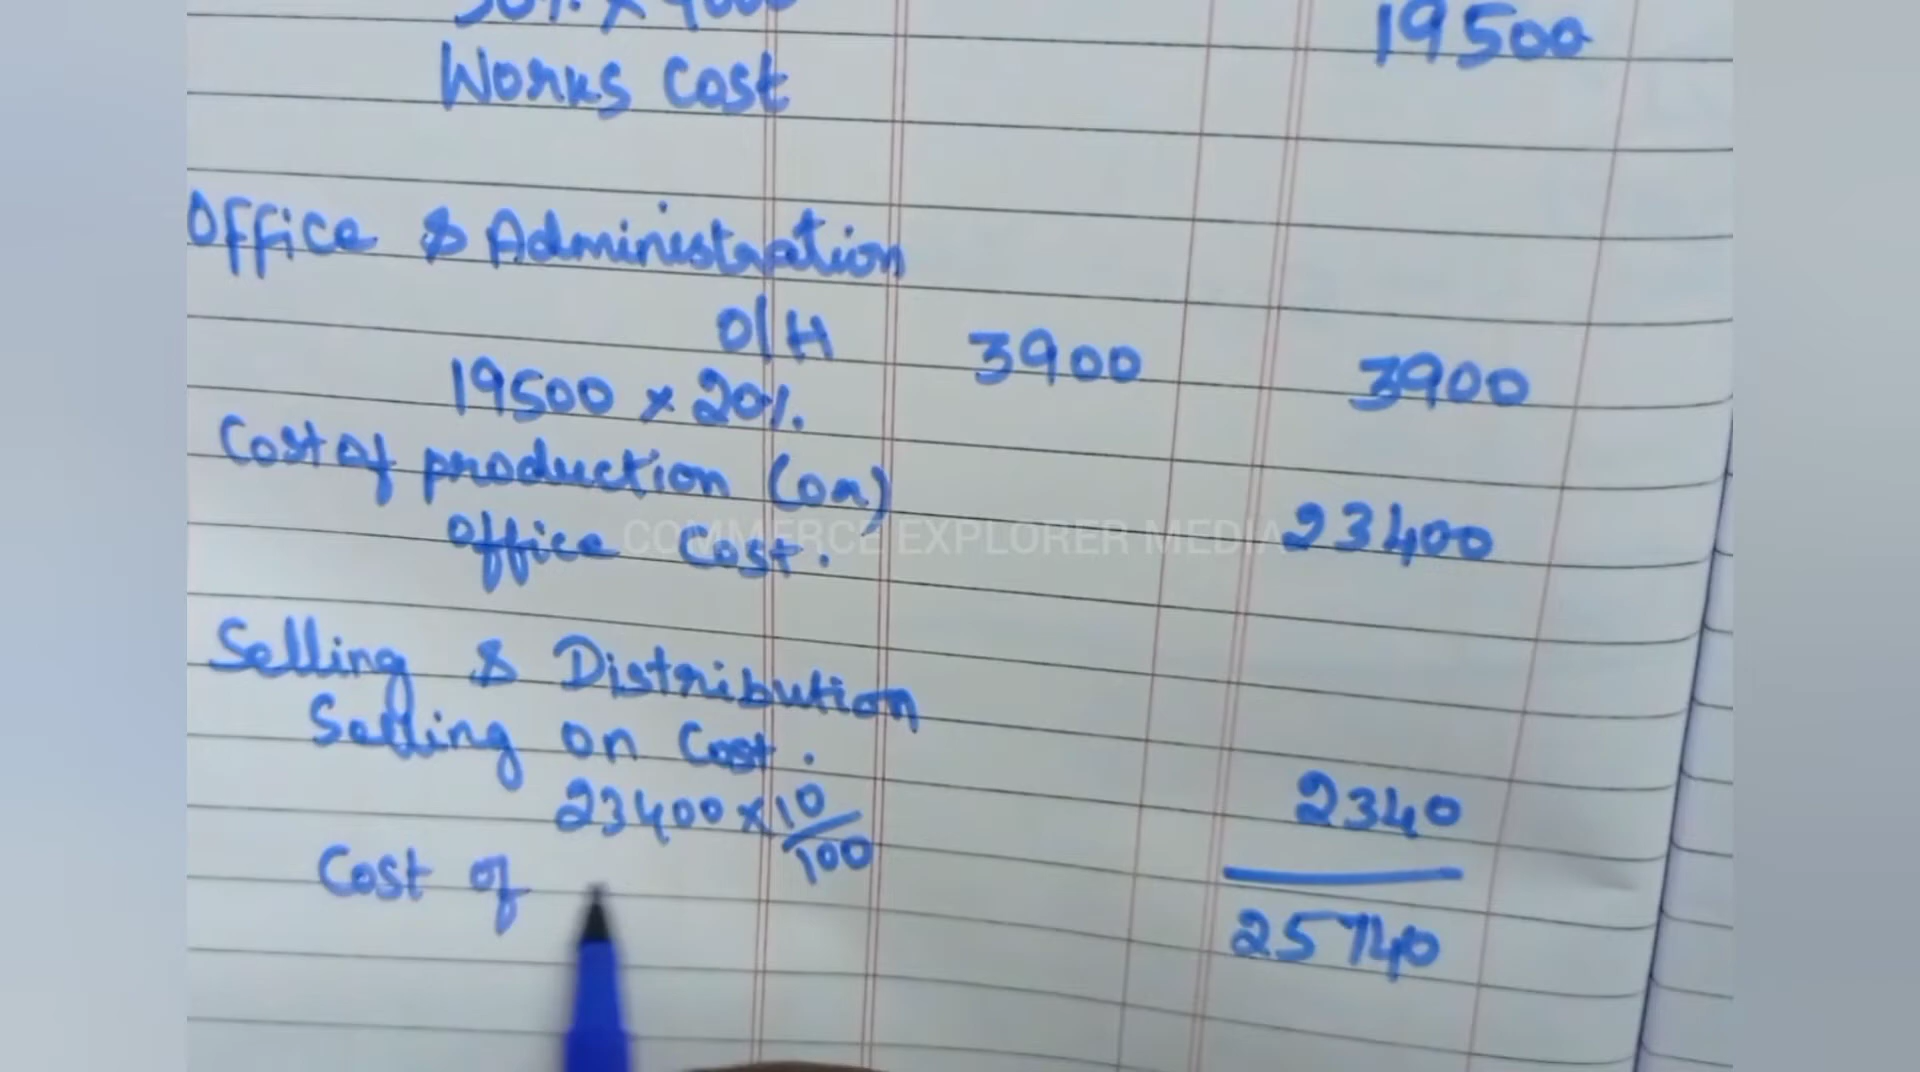 19500
Works Cost
Office & Administration
O/H 3900 3900
19500 x 20%.
Cost of production (or)
office Cost. 23400
COMMERCE EXPLORER MEDIA
Selling & Distribution
Selling on Cost.
23400 x 10/100 2340
Cost of 25740